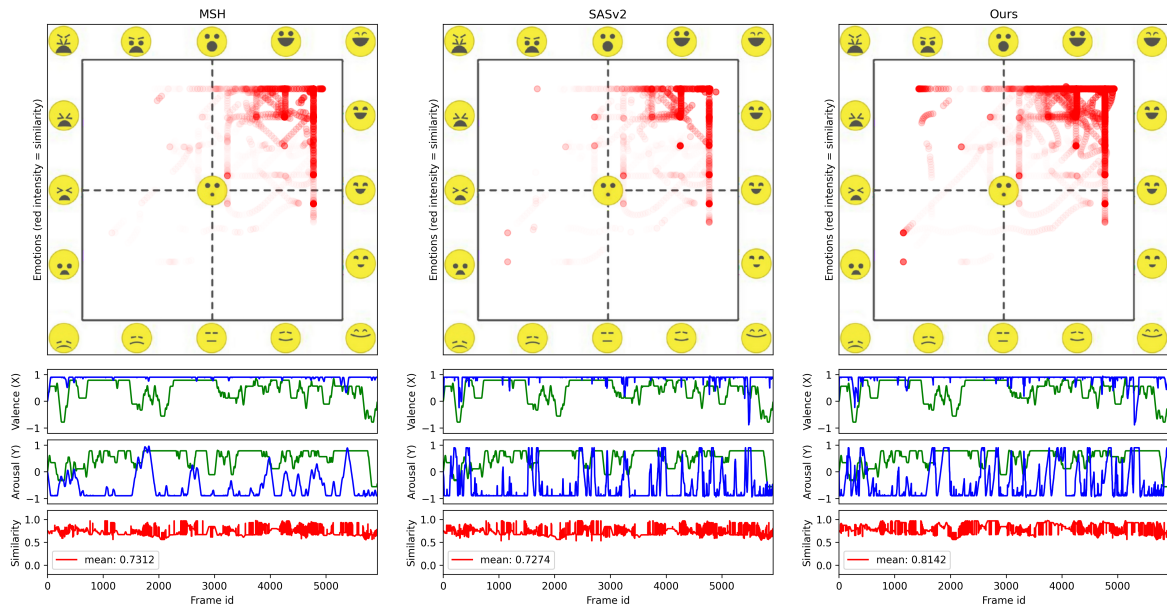 MSH
SASv2
Ours
Emotions (red intensity = similarity)
Emotions (red intensity = similarity)
Emotions (red intensity = similarity)
Valence (X)
1
0
−1
Valence (X)
1
0
−1
Valence (X)
1
0
−1
Arousal (Y)
1
0
−1
Arousal (Y)
1
0
−1
Arousal (Y)
1
0
−1
Similarity
1.0
0.5
0.0
mean: 0.7312
Similarity
1.0
0.5
0.0
mean: 0.7274
Similarity
1.0
0.5
0.0
mean: 0.8142
0 1000 2000 3000 4000 5000
0 1000 2000 3000 4000 5000
0 1000 2000 3000 4000 5000
Frame id
Frame id
Frame id